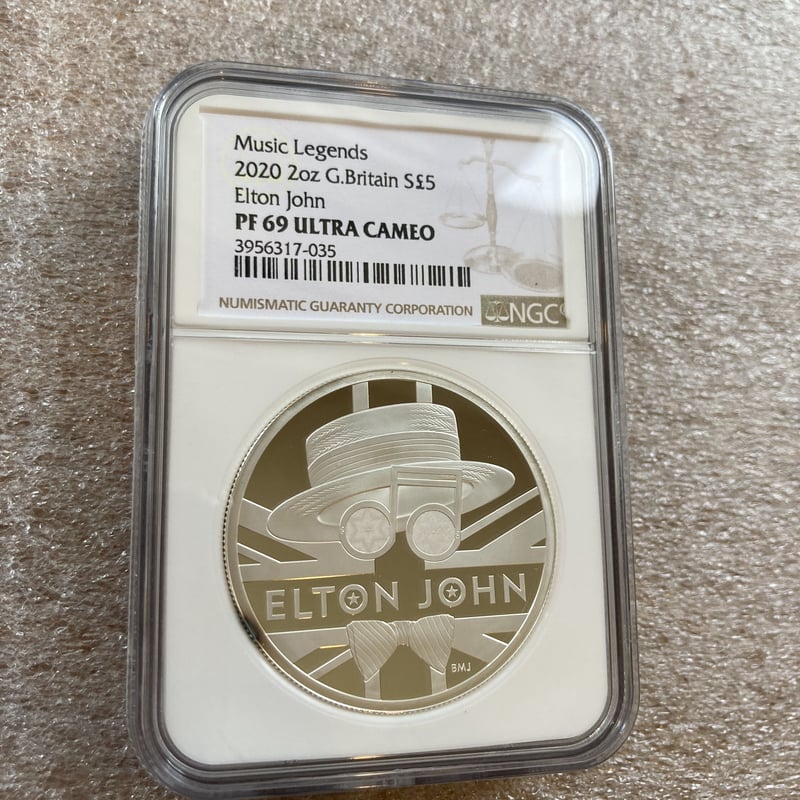 Music Legends
2020 2oz G.Britain S£5
Elton John
PF 69 ULTRA CAMEO
3956317-035
NUMISMATIC GUARANTY CORPORATION
NGC
ELTON JOHN
BMJ